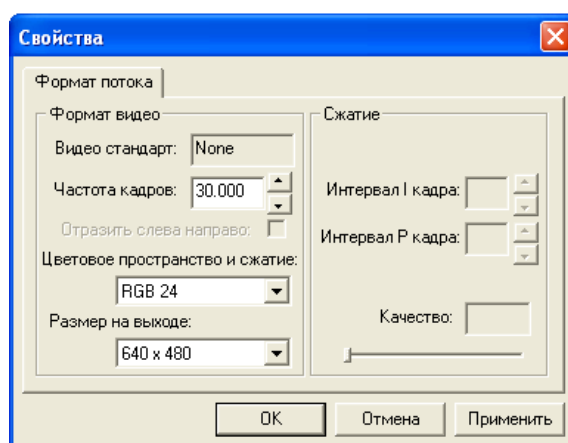 Свойства
Формат потока
Формат видео
Видео стандарт: None
Частота кадров: 30.000
Отразить слева направо:
Цветовое пространство и сжатие:
RGB 24
Размер на выходе:
640 x 480
Сжатие
Интервал I кадра:
Интервал P кадра:
Качество:
OK
Отмена
Применить